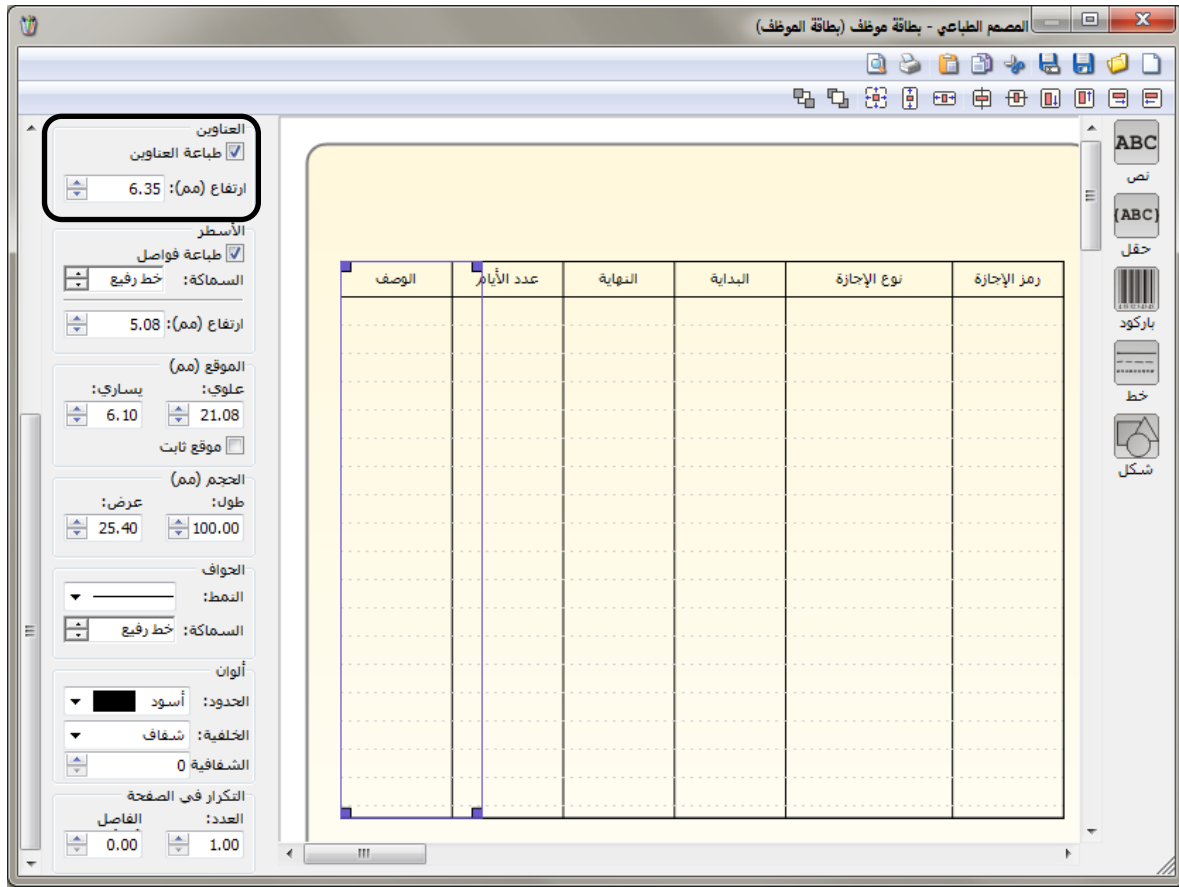 المصمم الطباعي - بطاقة موظف (بطاقة الموظف)
ABC
نص
{ABC}
حقل
باركود
خط
شكل
رمز الإجازة نوع الإجازة البداية النهاية عدد الأيام الوصف
العناوين
طباعة العناوين
ارتفاع (مم): 6.35
الأسطر
طباعة فواصل
السماكة: خط رفيع
ارتفاع (مم): 5.08
الموقع (مم)
علوي: يساري:
21.08 6.10
موقع ثابت
الحجم (مم)
طول: عرض:
100.00 25.40
الحواف
النمط:
السماكة: خط رفيع
ألوان
الحدود: أسود
الخلفية: شفاف
الشفافية 0
التكرار في الصفحة
العدد: الفاصل
1.00 0.00